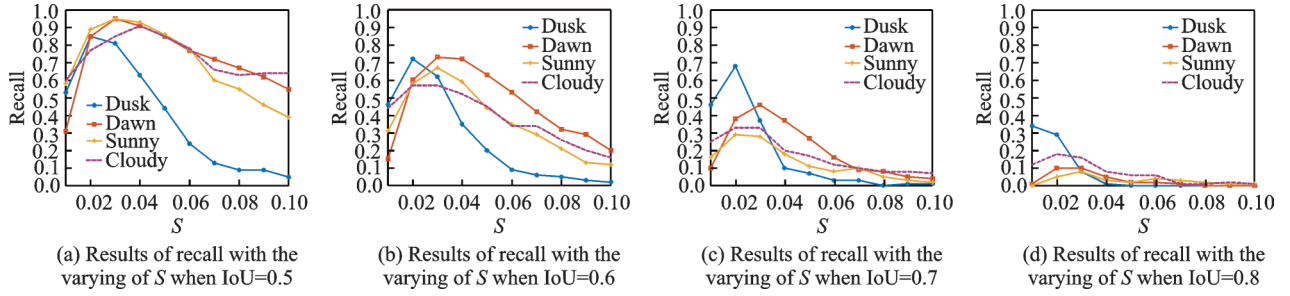 1.0
0.9
0.8
0.7
0.6
0.5
0.4
0.3
0.2
0.1
0.0
Recall
Dusk
Dawn
Sunny
Cloudy
0.02 0.04 0.06 0.08 0.10
S
(a) Results of recall with the
varying of S when IoU=0.5
1.0
0.9
0.8
0.7
0.6
0.5
0.4
0.3
0.2
0.1
0.0
Recall
Dusk
Dawn
Sunny
Cloudy
0.02 0.04 0.06 0.08 0.10
S
(b) Results of recall with the
varying of S when IoU=0.6
1.0
0.9
0.8
0.7
0.6
0.5
0.4
0.3
0.2
0.1
0.0
Recall
Dusk
Dawn
Sunny
Cloudy
0.02 0.04 0.06 0.08 0.10
S
(c) Results of recall with the
varying of S when IoU=0.7
1.0
0.9
0.8
0.7
0.6
0.5
0.4
0.3
0.2
0.1
0.0
Recall
Dusk
Dawn
Sunny
Cloudy
0.02 0.04 0.06 0.08 0.10
S
(d) Results of recall with the
varying of S when IoU=0.8